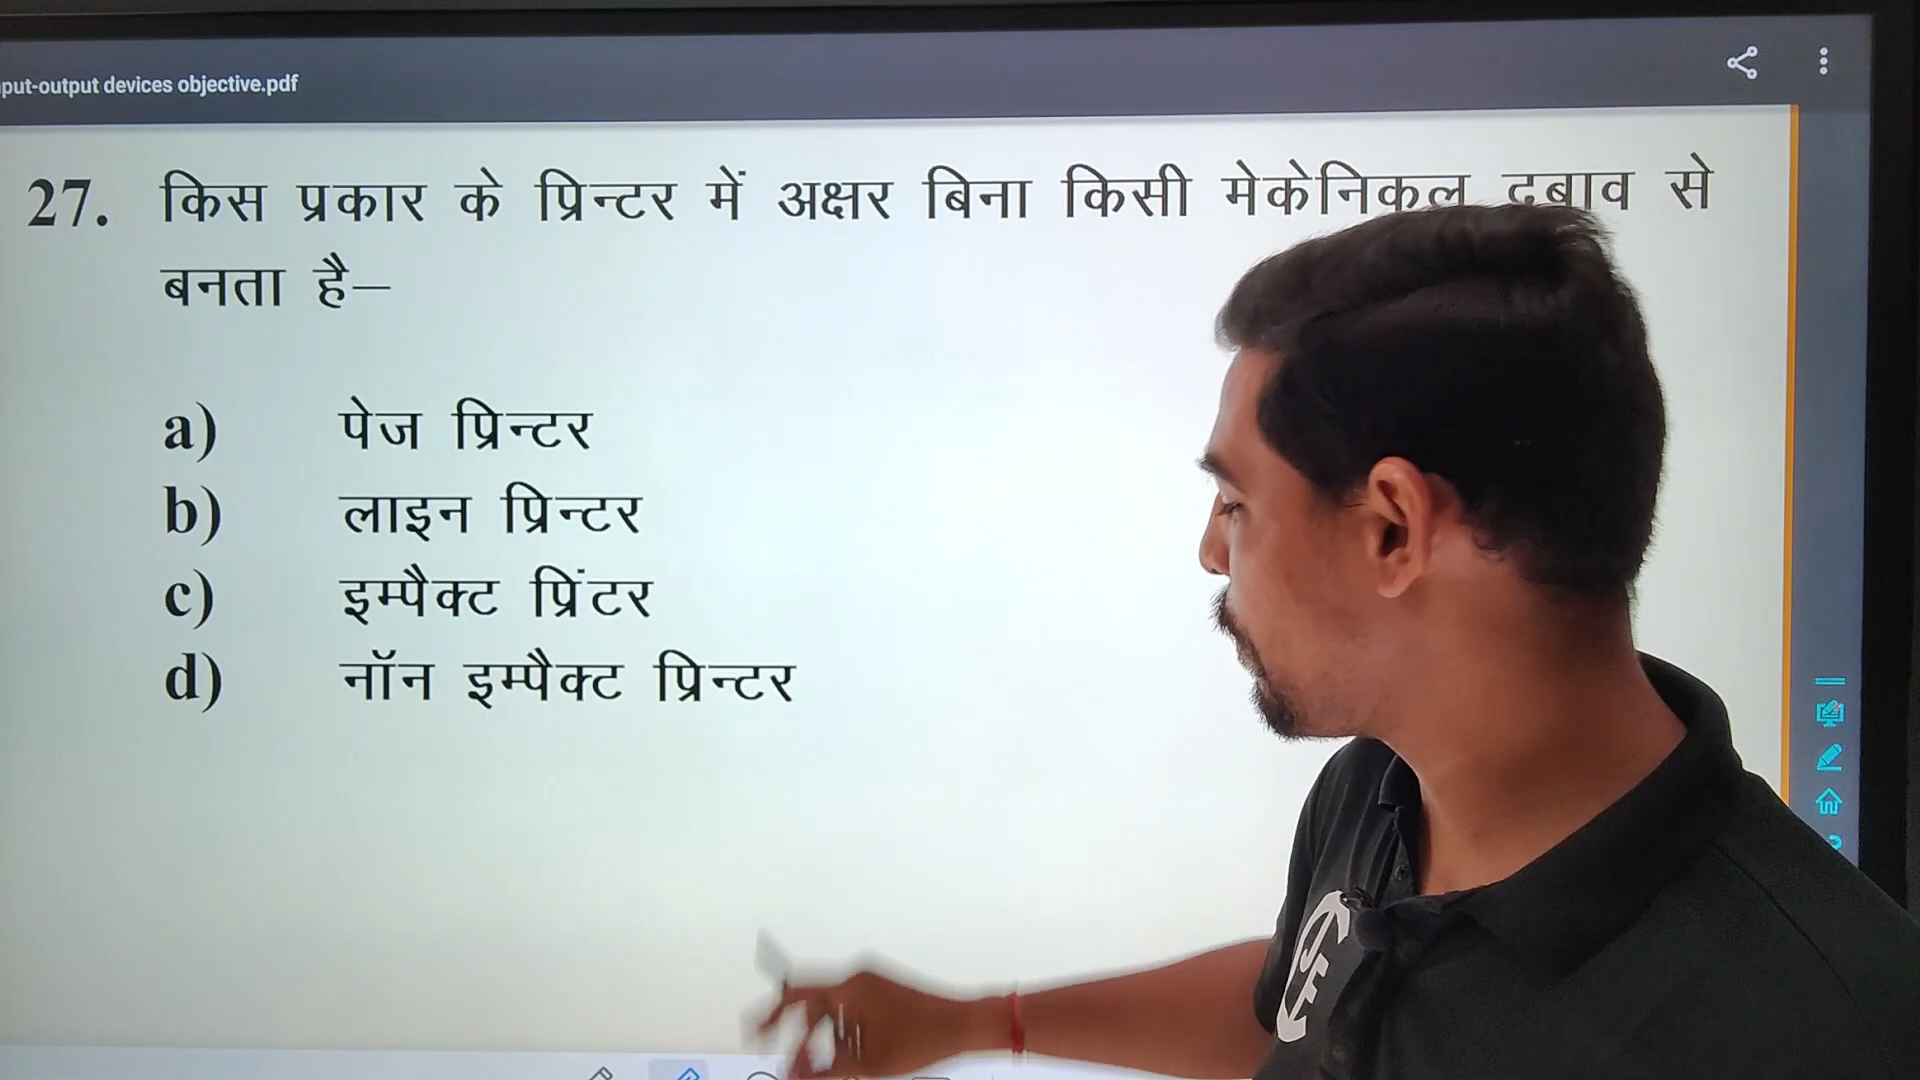 put-output devices objective.pdf
27. किस प्रकार के प्रिन्टर में अक्षर बिना किसी मेकेनिकल दबाव से
बनता है–
a) पेज प्रिन्टर
b) लाइन प्रिन्टर
c) इम्पैक्ट प्रिंटर
d) नॉन इम्पैक्ट प्रिन्टर